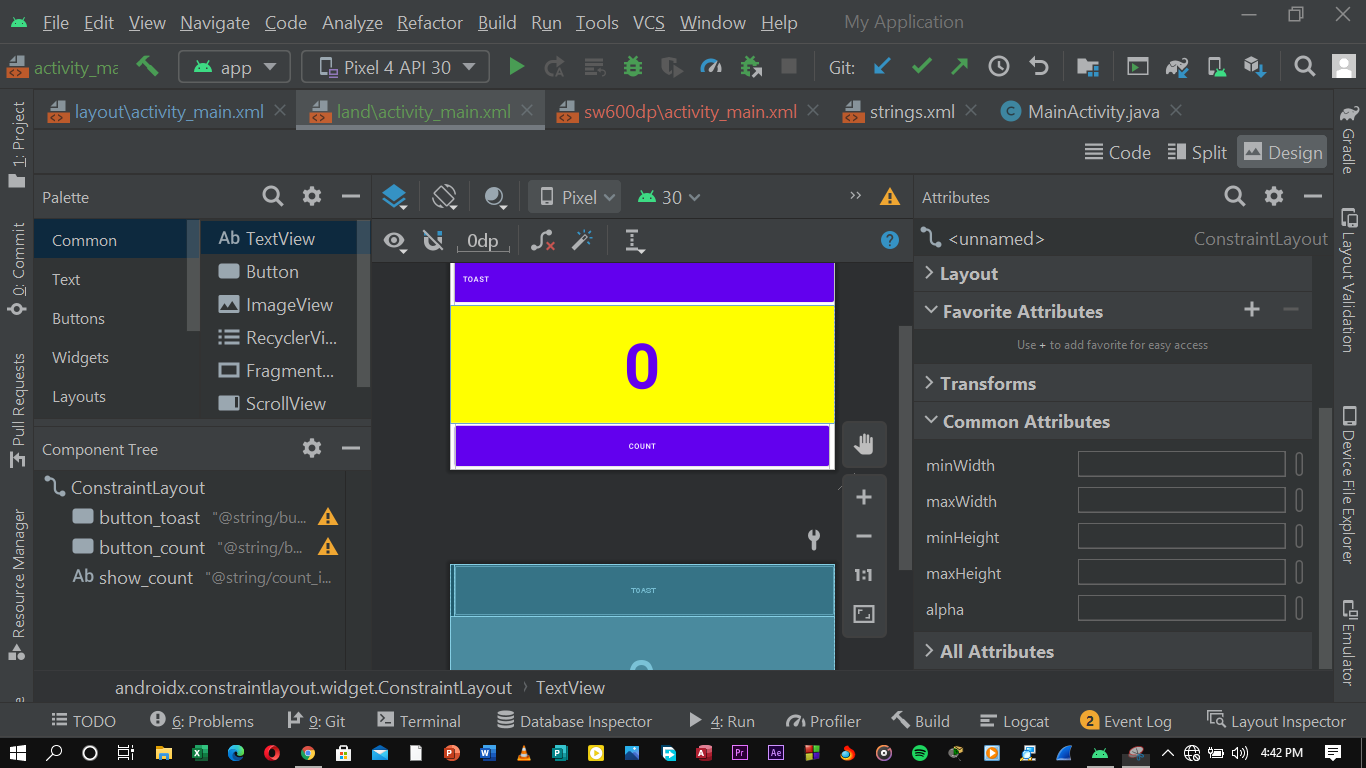 File Edit View Navigate Code Analyze Refactor Build Run Tools VCS Window Help My Application
activity_ma app Pixel 4 API 30 Git:
layout\activity_main.xml land\activity_main.xml sw600dp\activity_main.xml strings.xml MainActivity.java
Code Split Design
1: Project
0: Commit
Pull Requests
Resource Manager
Palette
Common
Text
Buttons
Widgets
Layouts
Ab TextView
Button
ImageView
RecyclerVi...
Fragment...
ScrollView
Component Tree
ConstraintLayout
button_toast "@string/bu...
button_count "@string/b...
Ab show_count "@string/count_i...
Pixel 30
0dp
TOAST
0
COUNT
TOAST
1:1
Attributes
<unnamed> ConstraintLayout
Layout
Favorite Attributes
Use + to add favorite for easy access
Transforms
Common Attributes
minWidth
maxWidth
minHeight
maxHeight
alpha
All Attributes
Gradle
Layout Validation
Device File Explorer
Emulator
androidx.constraintlayout.widget.ConstraintLayout TextView
TODO 6: Problems 9: Git Terminal Database Inspector 4: Run Profiler Build Logcat 2 Event Log Layout Inspector
4:42 PM